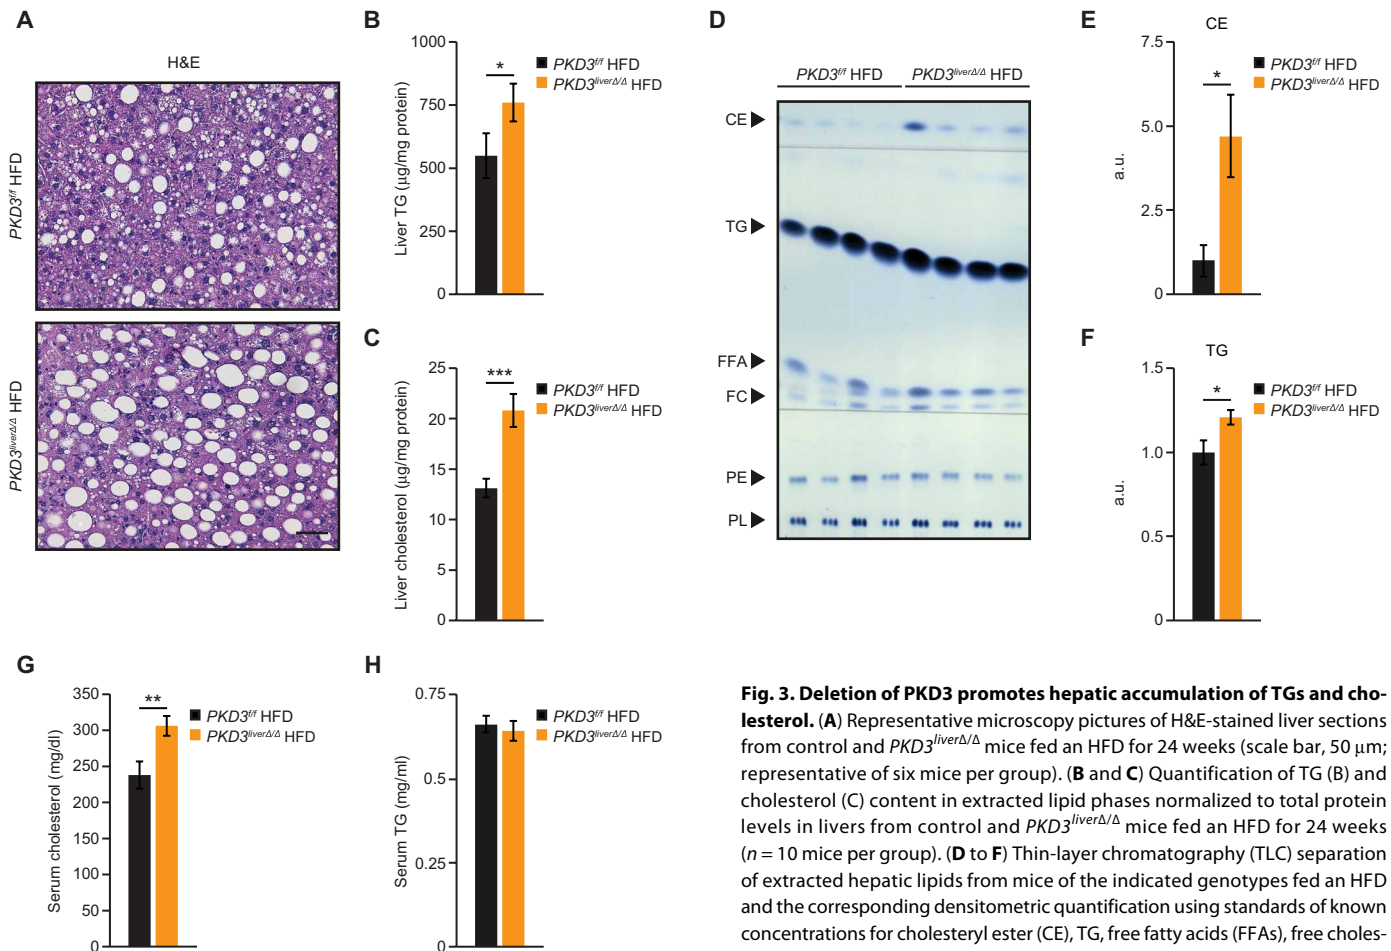 A
H&E
PKD3f/f HFD
PKD3liverΔ/Δ HFD
B
1000
750
500
250
0
Liver TG (μg/mg protein)
*
PKD3f/f HFD
PKD3liverΔ/Δ HFD
C
25
20
15
10
5
0
Liver cholesterol (μg/mg protein)
***
PKD3f/f HFD
PKD3liverΔ/Δ HFD
D
PKD3f/f HFD PKD3liverΔ/Δ HFD
CE
TG
FFA
FC
PE
PL
E
CE
7.5
5.0
2.5
0
a.u.
*
PKD3f/f HFD
PKD3liverΔ/Δ HFD
F
TG
1.5
1.0
0.5
0
a.u.
*
PKD3f/f HFD
PKD3liverΔ/Δ HFD
G
350
300
250
200
150
100
50
0
Serum cholesterol (mg/dl)
**
PKD3f/f HFD
PKD3liverΔ/Δ HFD
H
0.75
0.5
0.25
0
Serum TG (mg/ml)
PKD3f/f HFD
PKD3liverΔ/Δ HFD
Fig. 3. Deletion of PKD3 promotes hepatic accumulation of TGs and cho-
lesterol. (A) Representative microscopy pictures of H&E-stained liver sections
from control and PKD3liverΔ/Δ mice fed an HFD for 24 weeks (scale bar, 50 μm;
representative of six mice per group). (B and C) Quantification of TG (B) and
cholesterol (C) content in extracted lipid phases normalized to total protein
levels in livers from control and PKD3liverΔ/Δ mice fed an HFD for 24 weeks
(n = 10 mice per group). (D to F) Thin-layer chromatography (TLC) separation
of extracted hepatic lipids from mice of the indicated genotypes fed an HFD
and the corresponding densitometric quantification using standards of known
concentrations for cholesteryl ester (CE), TG, free fatty acids (FFAs), free choles-